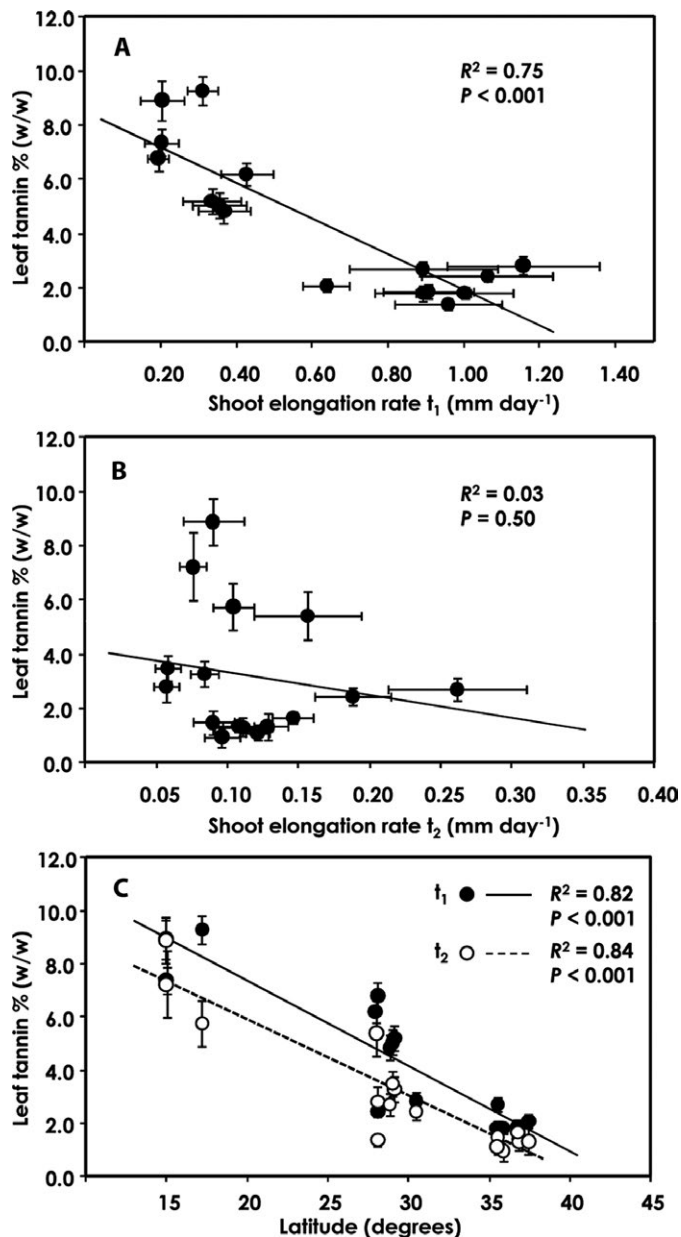 A
R² = 0.75
P < 0.001
Leaf tannin % (w/w)
12.0
10.0
8.0
6.0
4.0
2.0
0.0
0.20 0.40 0.60 0.80 1.00 1.20 1.40
Shoot elongation rate t₁ (mm day⁻¹)
B
R² = 0.03
P = 0.50
Leaf tannin % (w/w)
12.0
10.0
8.0
6.0
4.0
2.0
0.0
0.05 0.10 0.15 0.20 0.25 0.30 0.35 0.40
Shoot elongation rate t₂ (mm day⁻¹)
C
t₁ R² = 0.82
P < 0.001
t₂ R² = 0.84
P < 0.001
Leaf tannin % (w/w)
12.0
10.0
8.0
6.0
4.0
2.0
0.0
10 15 20 25 30 35 40 45
Latitude (degrees)